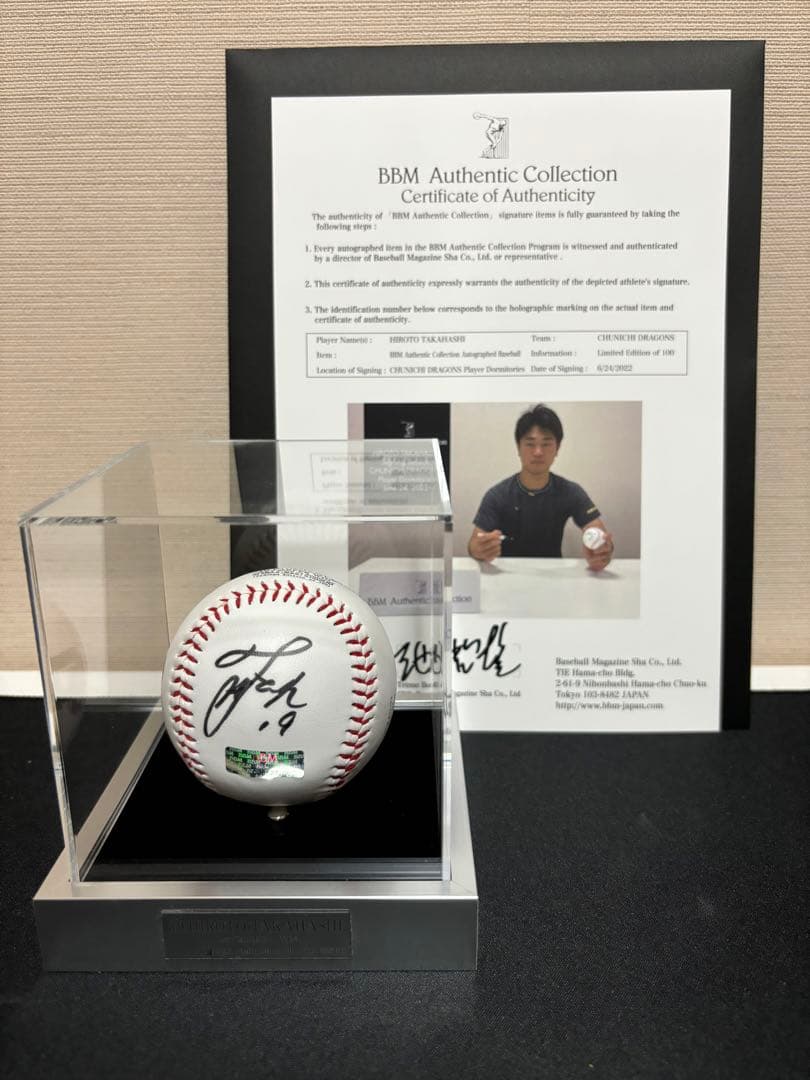 BBM Authentic Collection
Certificate of Authenticity
The authenticity of 「BBM Authentic Collection」 signature items is fully guaranteed by taking the
following steps :
1. Every autographed item in the BBM Authentic Collection Program is witnessed and authenticated
by a director of Baseball Magazine Sha Co., Ltd. or representative .
2. This certificate of authenticity expressly warrants the authenticity of the depicted athlete's signature.
3. The identification number below corresponds to the holographic marking on the actual item and
certificate of authenticity.
Player Name(s) : HIROTO TAKAHASHI Team : CHUNICHI DRAGONS
Item : BBM Authentic Collection Autographed Baseball Information : Limited Edition of 100
Location of Signing : CHUNICHI DRAGONS Player Dormitories Date of Signing : 6/24/2022
BBM Authentic
Baseball Magazine Sha Co., Ltd.
TIE Hama-cho Bldg.
2-61-9 Nihonbashi Hama-cho Chuo-ku
Tokyo 103-8482 JAPAN
http://www.bbm-japan.com
19
BBM
HIROTO TAKAHASHI